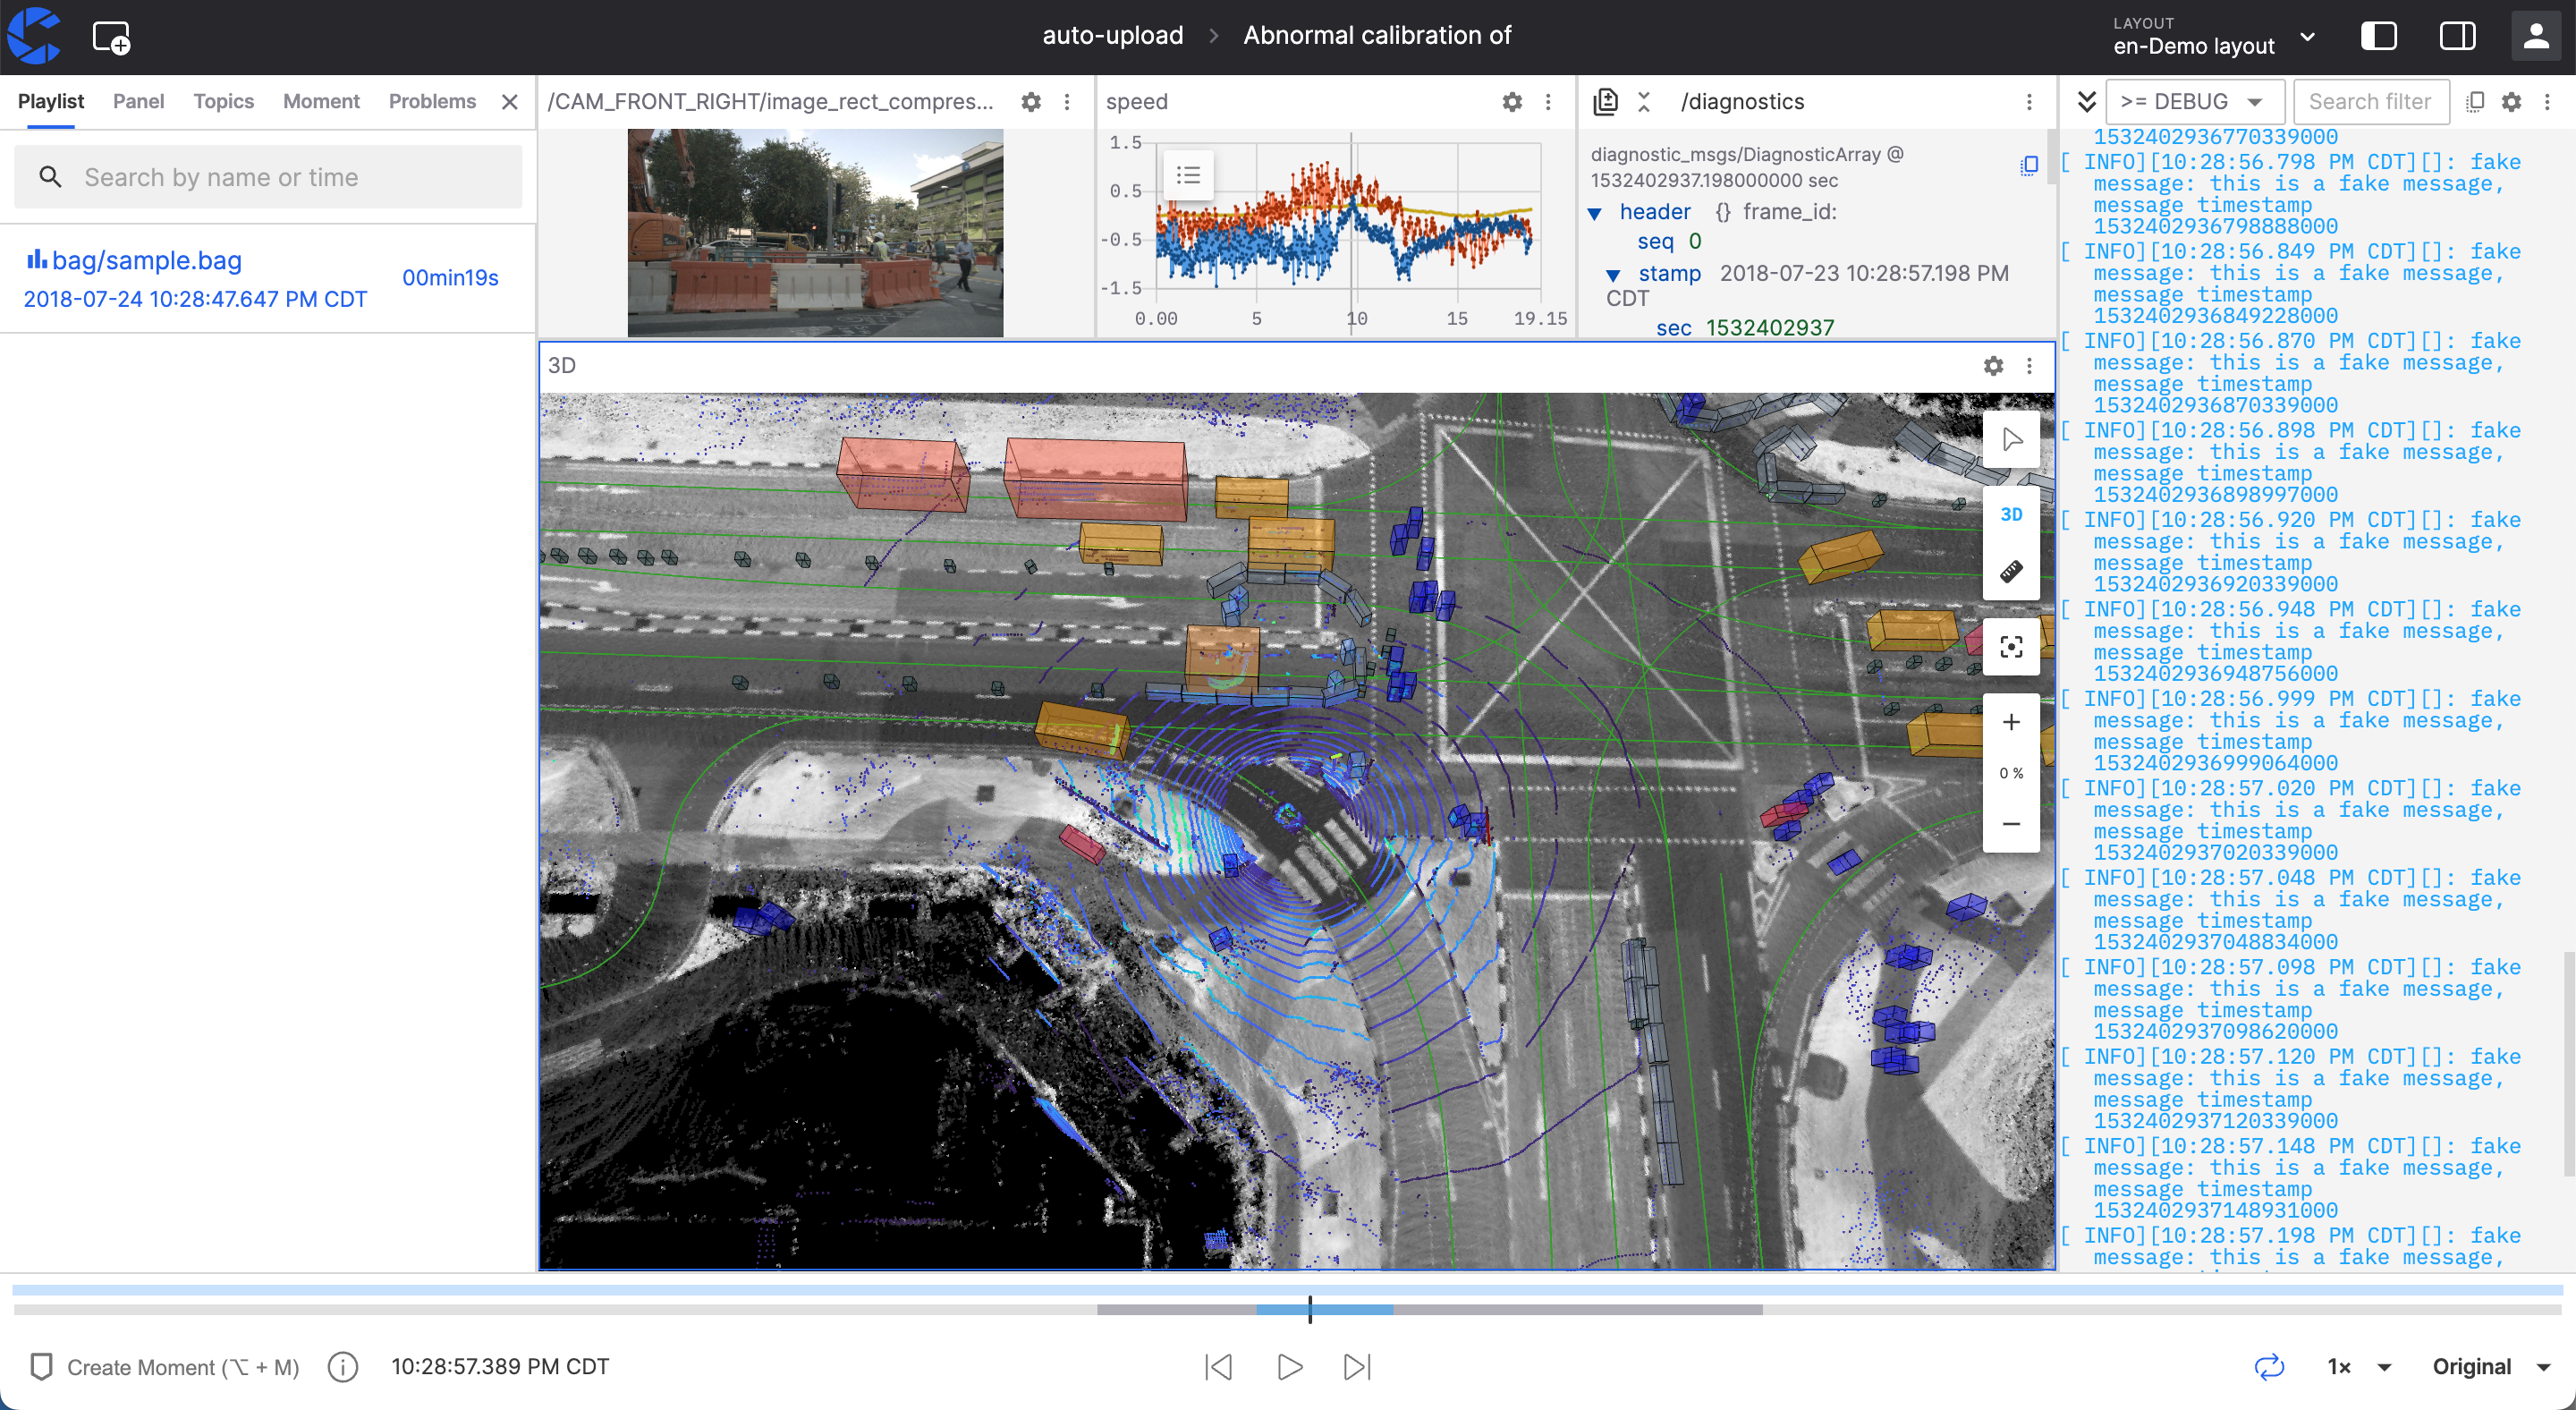 auto-upload > Abnormal calibration of
LAYOUT
en-Demo layout
Playlist Panel Topics Moment Problems
Search by name or time
bag/sample.bag
00min19s
2018-07-24 10:28:47.647 PM CDT
/CAM_FRONT_RIGHT/image_rect_compres...
speed
1.5
0.5
-0.5
-1.5
0.00 5 10 15 19.15
/diagnostics
diagnostic_msgs/DiagnosticArray @
1532402937.198000000 sec
header {} frame_id:
seq 0
stamp 2018-07-23 10:28:57.198 PM
CDT
sec 1532402937
3D
3D
+
0 %
−
>= DEBUG
Search filter
1532402936770339000
[ INFO][10:28:56.798 PM CDT][]: fake
message: this is a fake message,
message timestamp
1532402936798888000
[ INFO][10:28:56.849 PM CDT][]: fake
message: this is a fake message,
message timestamp
1532402936849228000
[ INFO][10:28:56.870 PM CDT][]: fake
message: this is a fake message,
message timestamp
1532402936870339000
[ INFO][10:28:56.898 PM CDT][]: fake
message: this is a fake message,
message timestamp
1532402936898997000
[ INFO][10:28:56.920 PM CDT][]: fake
message: this is a fake message,
message timestamp
1532402936920339000
[ INFO][10:28:56.948 PM CDT][]: fake
message: this is a fake message,
message timestamp
1532402936948756000
[ INFO][10:28:56.999 PM CDT][]: fake
message: this is a fake message,
message timestamp
1532402936999064000
[ INFO][10:28:57.020 PM CDT][]: fake
message: this is a fake message,
message timestamp
1532402937020339000
[ INFO][10:28:57.048 PM CDT][]: fake
message: this is a fake message,
message timestamp
1532402937048834000
[ INFO][10:28:57.098 PM CDT][]: fake
message: this is a fake message,
message timestamp
1532402937098620000
[ INFO][10:28:57.120 PM CDT][]: fake
message: this is a fake message,
message timestamp
1532402937120339000
[ INFO][10:28:57.148 PM CDT][]: fake
message: this is a fake message,
message timestamp
1532402937148931000
[ INFO][10:28:57.198 PM CDT][]: fake
message: this is a fake message,
Create Moment (⌥ + M)
10:28:57.389 PM CDT
1×
Original